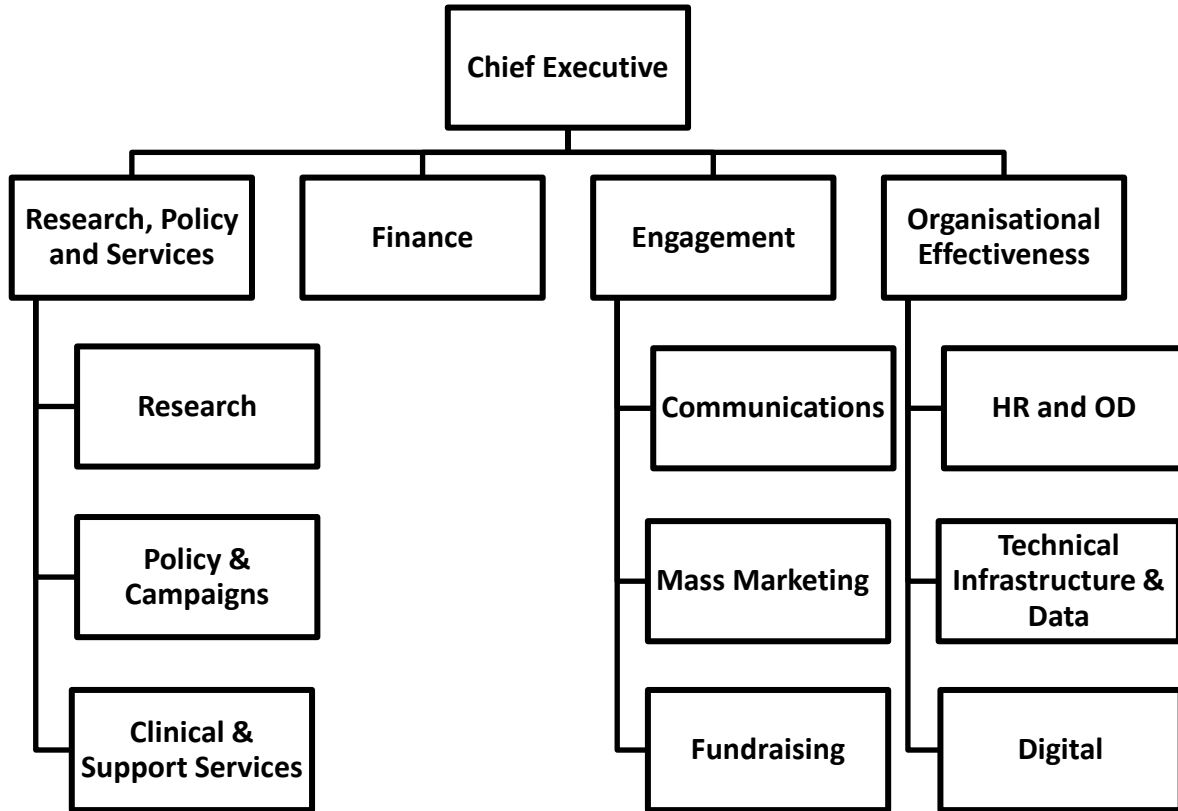 Chief Executive
Research, Policy
and Services
Finance
Engagement
Organisational
Effectiveness
Research
Communications
HR and OD
Policy &
Campaigns
Mass Marketing
Technical
Infrastructure &
Data
Clinical &
Support Services
Fundraising
Digital